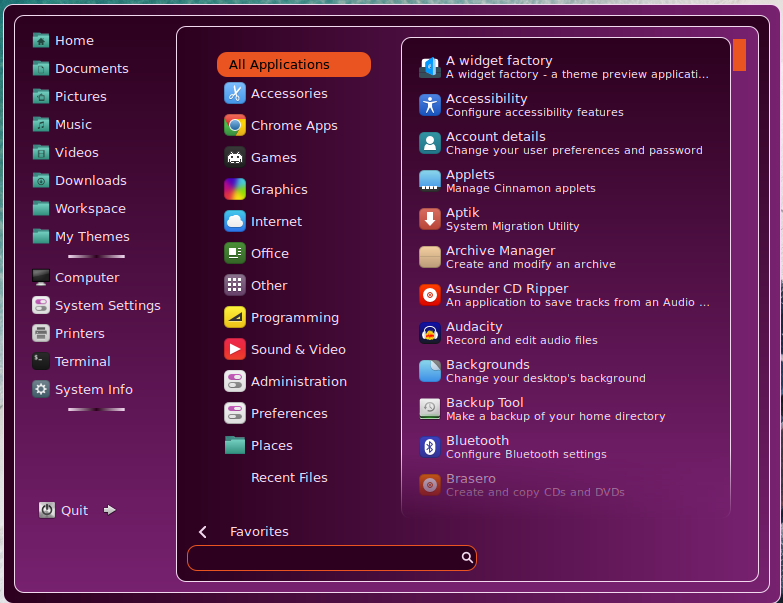 Home
Documents
Pictures
Music
Videos
Downloads
Workspace
My Themes
Computer
System Settings
Printers
Terminal
System Info
Quit
All Applications
Accessories
Chrome Apps
Games
Graphics
Internet
Office
Other
Programming
Sound & Video
Administration
Preferences
Places
Recent Files
Favorites
A widget factory
A widget factory - a theme preview applicati...
Accessibility
Configure accessibility features
Account details
Change your user preferences and password
Applets
Manage Cinnamon applets
Aptik
System Migration Utility
Archive Manager
Create and modify an archive
Asunder CD Ripper
An application to save tracks from an Audio ...
Audacity
Record and edit audio files
Backgrounds
Change your desktop's background
Backup Tool
Make a backup of your home directory
Bluetooth
Configure Bluetooth settings
Brasero
Create and copy CDs and DVDs